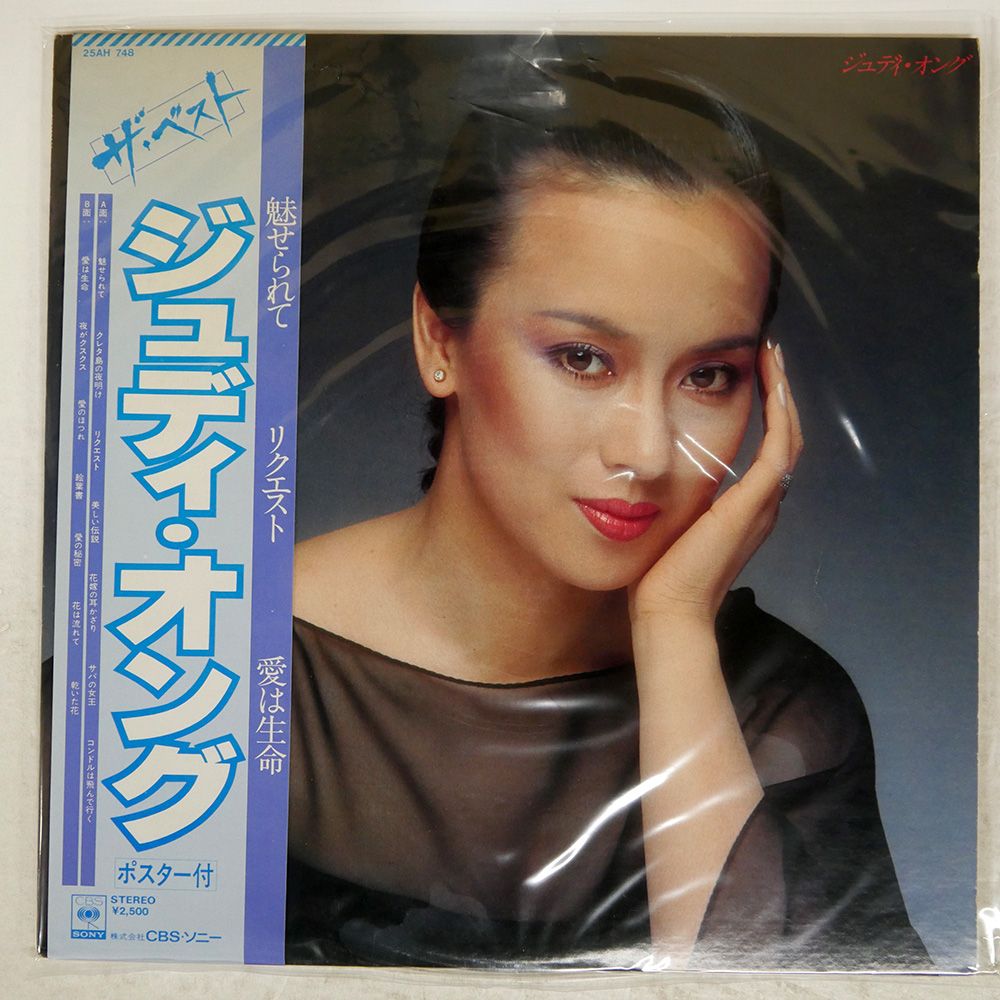 25AH 748
ザ・ベスト
ジュディ・オング
A面: 魅せられて クレタ島の夜明け リクエスト 美しい伝説 花嫁の耳かざり サバの女王 コンドルは飛んで行く
B面: 愛は生命 夜がクスクス 愛のほつれ 絵葉書 愛の秘密 花は流れて 乾いた花
魅せられて リクエスト 愛は生命
ポスター付
CBS
SONY
STEREO
¥2,500
株式会社 CBS・ソニー
ジュディ・オング